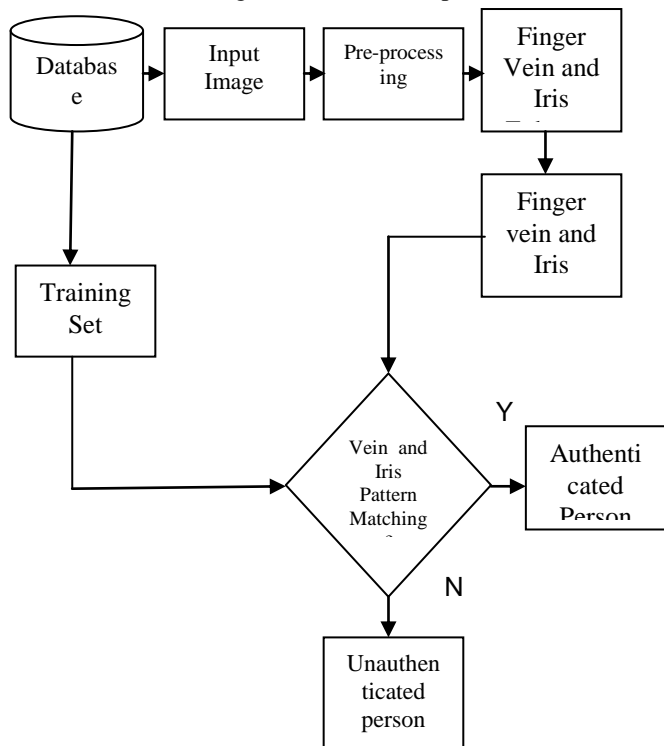 Databas
e
Input
Image
Pre-process
ing
Finger
Vein and
Iris
Finger
vein and
Iris
Training
Set
Vein and
Iris
Pattern
Matching
Y
Authenti
cated
Person
N
Unauthen
ticated
person